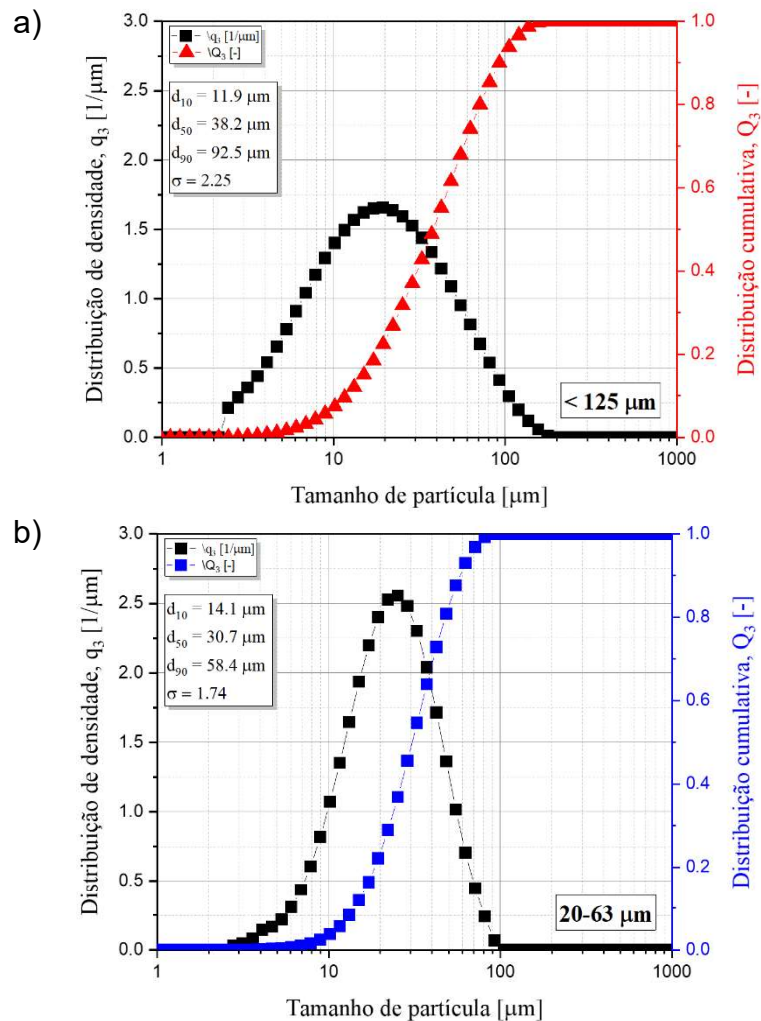 a)
\q₃ [1/µm]
\Q₃ [-]
d₁₀ = 11.9 µm
d₅₀ = 38.2 µm
d₉₀ = 92.5 µm
σ = 2.25
Distribuição de densidade, q₃ [1/µm]
3.0
2.5
2.0
1.5
1.0
0.5
0.0
1.0
0.8
0.6
0.4
0.2
0.0
Distribuição cumulativa, Q₃ [-]
< 125 µm
1
10
100
1000
Tamanho de partícula [µm]
b)
\q₃ [1/µm]
\Q₃ [-]
d₁₀ = 14.1 µm
d₅₀ = 30.7 µm
d₉₀ = 58.4 µm
σ = 1.74
Distribuição de densidade, q₃ [1/µm]
3.0
2.5
2.0
1.5
1.0
0.5
0.0
1.0
0.8
0.6
0.4
0.2
0.0
Distribuição cumulativa, Q₃ [-]
20-63 µm
1
10
100
1000
Tamanho de partícula [µm]